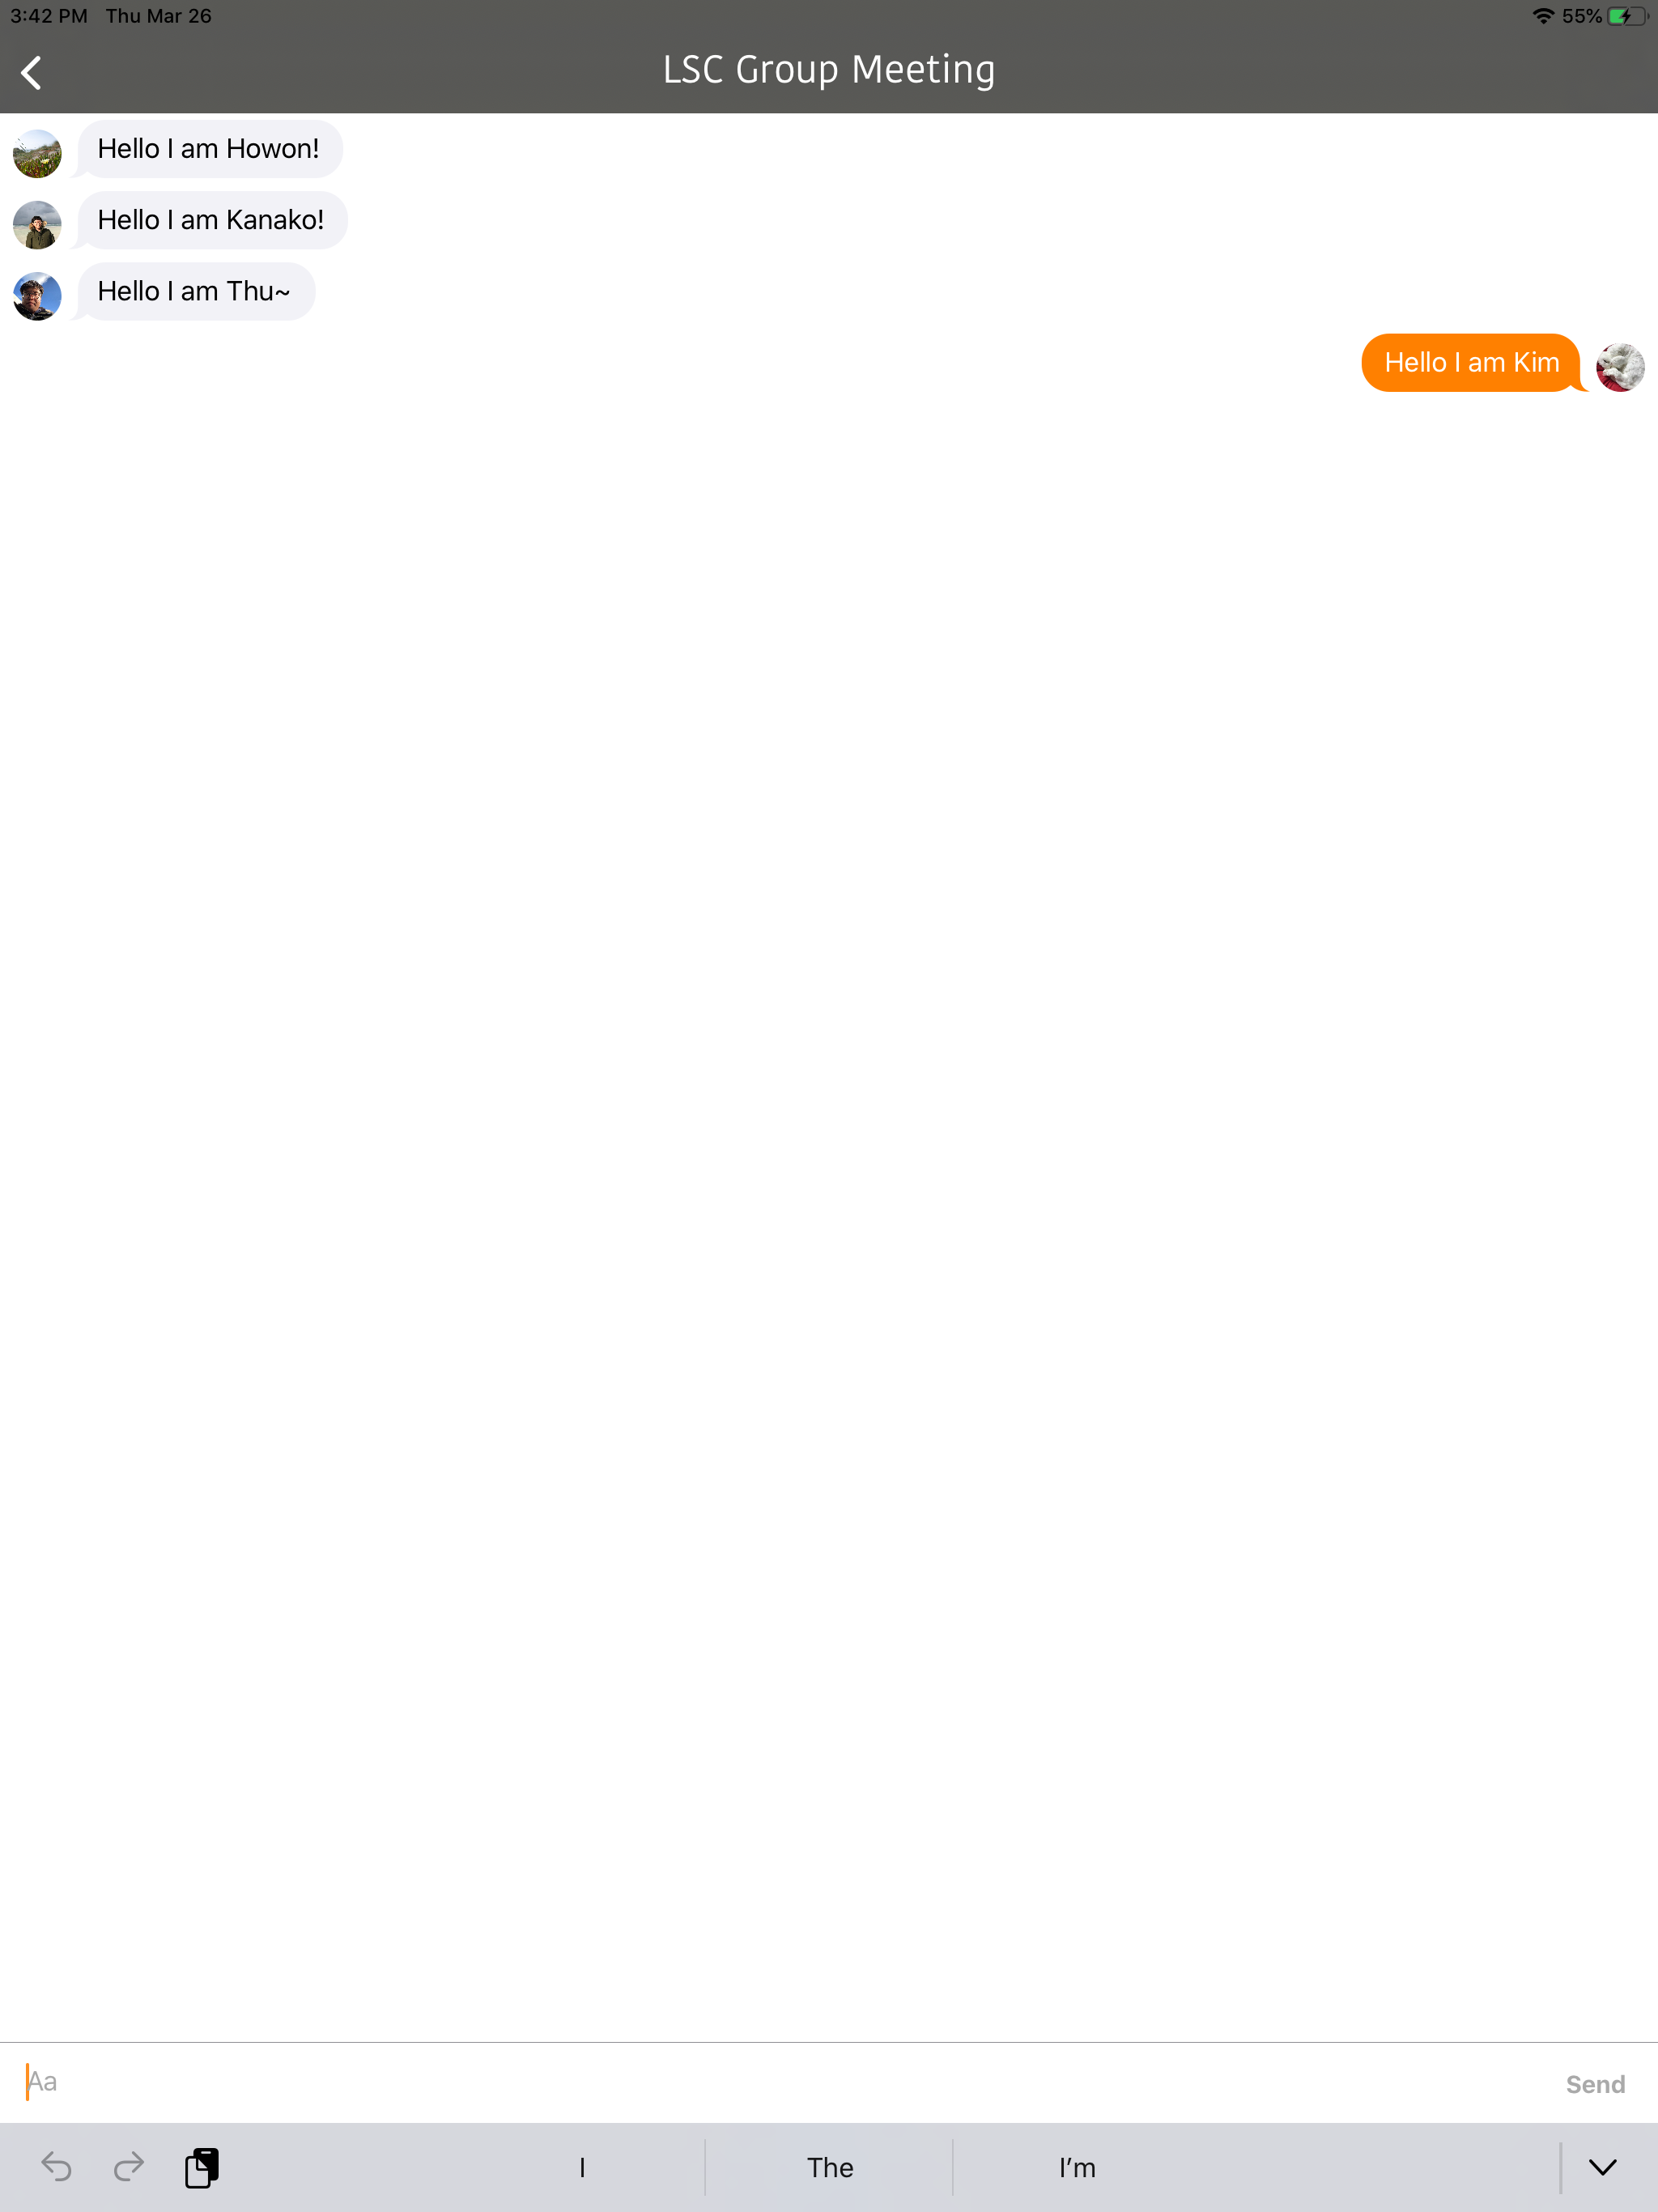 3:42 PM Thu Mar 26 55%
LSC Group Meeting
Hello I am Howon!
Hello I am Kanako!
Hello I am Thu~
Hello I am Kim
Aa Send
I The I’m